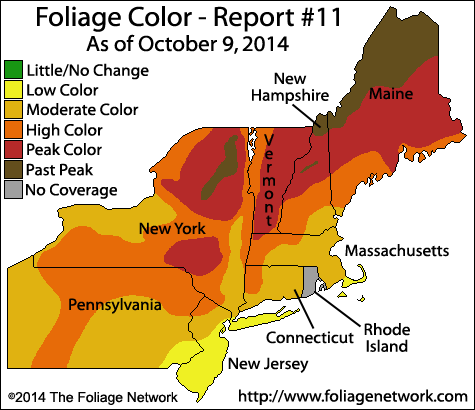 Foliage Color - Report #11
As of October 9, 2014
Little/No Change
Low Color
Moderate Color
High Color
Peak Color
Past Peak
No Coverage
New
Hampshire
Maine
Vermont
New York
Massachusetts
Pennsylvania
Connecticut
Rhode
Island
New Jersey
©2014 The Foliage Network
http://www.foliagenetwork.com